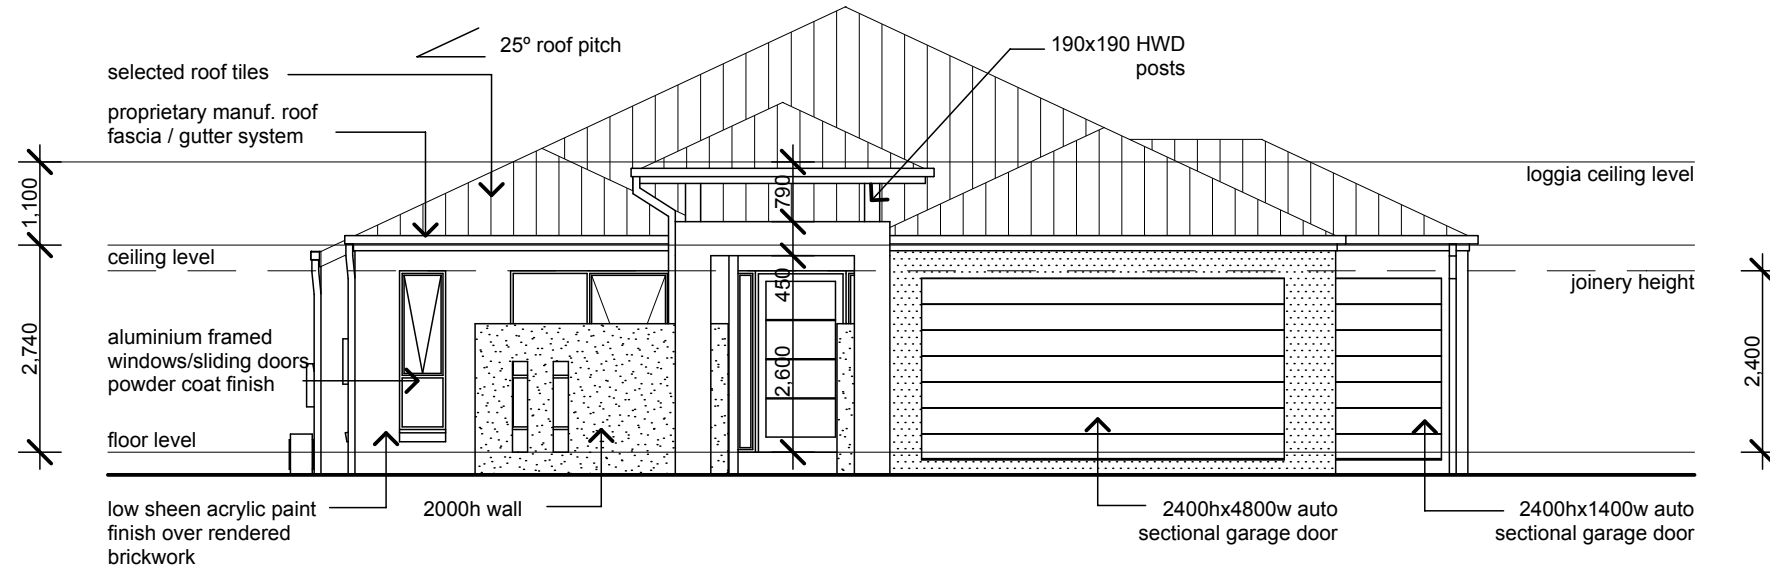 25º roof pitch
190x190 HWD
posts
selected roof tiles
proprietary manuf. roof
fascia / gutter system
loggia ceiling level
1,100
790
ceiling level
joinery height
450
aluminium framed
windows/sliding doors
powder coat finish
2,740
2,600
2,400
floor level
low sheen acrylic paint
finish over rendered
brickwork
2000h wall
2400hx4800w auto
sectional garage door
2400hx1400w auto
sectional garage door